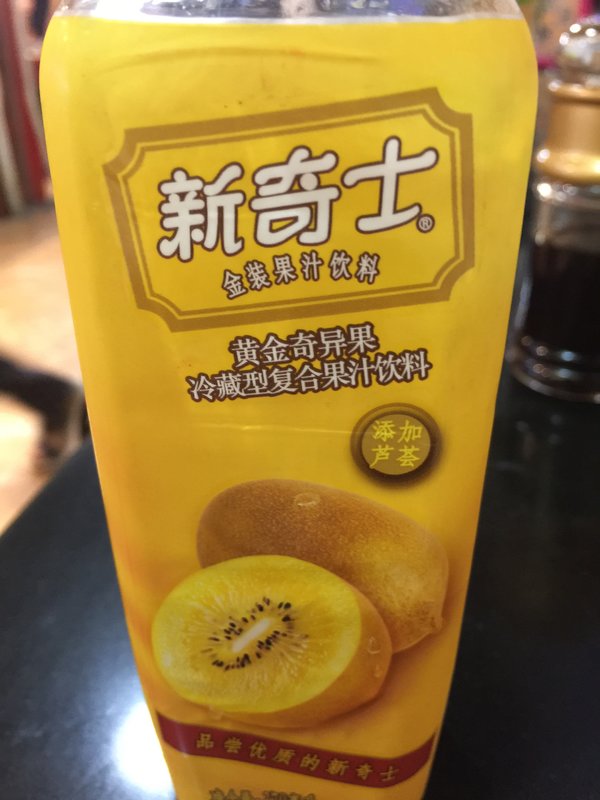 新奇士®
金装果汁饮料
黄金奇异果
冷藏型复合果汁饮料
添加
芦荟
品尝优质的新奇士